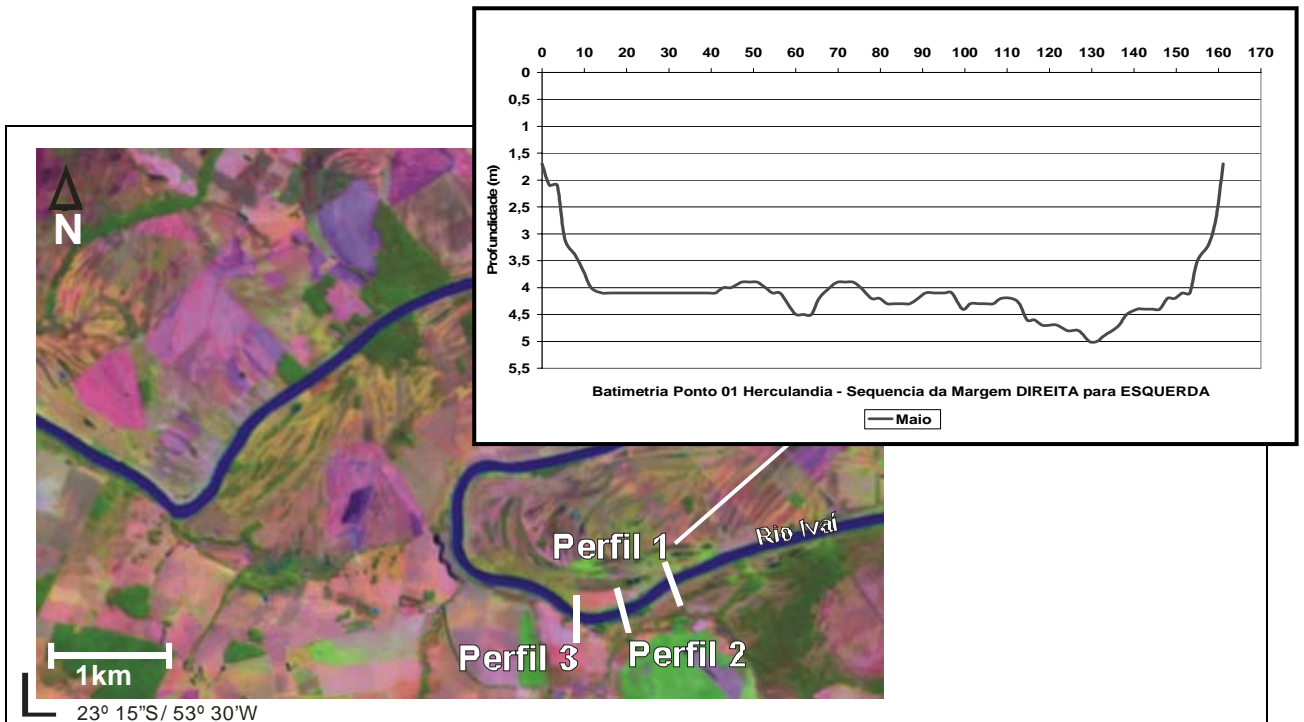 0 10 20 30 40 50 60 70 80 90 100 110 120 130 140 150 160 170
0
0,5
1
1,5
2
2,5
3
3,5
4
4,5
5
5,5
Profundidade (m)
Batimetria Ponto 01 Herculandia - Sequencia da Margem DIREITA para ESQUERDA
Maio
N
Rio Ivaí
Perfil 1
Perfil 2
Perfil 3
1km
23º 15"S/ 53º 30'W